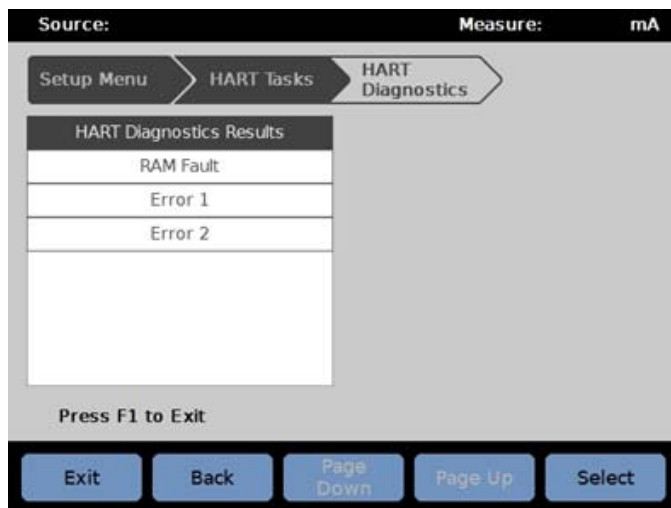 Source: Measure: mA
Setup Menu HART Tasks HART
Diagnostics
HART Diagnostics Results
RAM Fault
Error 1
Error 2
Press F1 to Exit
Exit Back Page Down Page Up Select